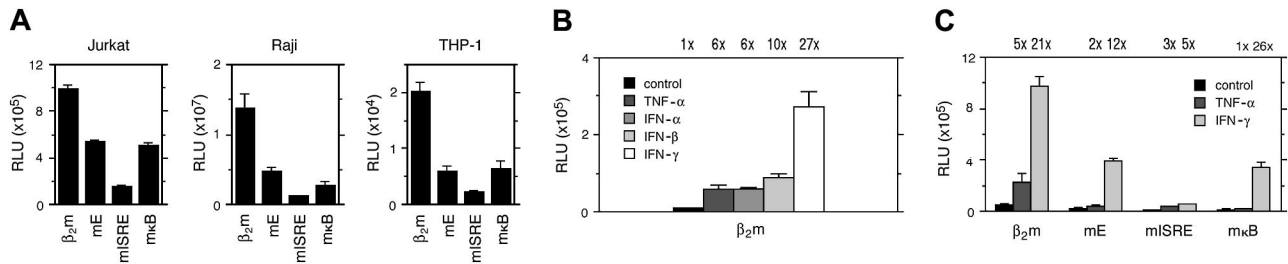 A
Jurkat
RLU (x10⁵)
12
8
4
0
β₂m
mE
mISRE
mκB
Raji
RLU (x10⁷)
2
1
0
β₂m
mE
mISRE
mκB
THP-1
RLU (x10⁴)
2
1
0
β₂m
mE
mISRE
mκB
B
1x 6x 6x 10x 27x
RLU (x10⁵)
4
2
0
control
TNF-α
IFN-α
IFN-β
IFN-γ
β₂m
C
5x 21x 2x 12x 3x 5x 1x 26x
RLU (x10⁵)
12
8
4
0
control
TNF-α
IFN-γ
β₂m mE mISRE mκB